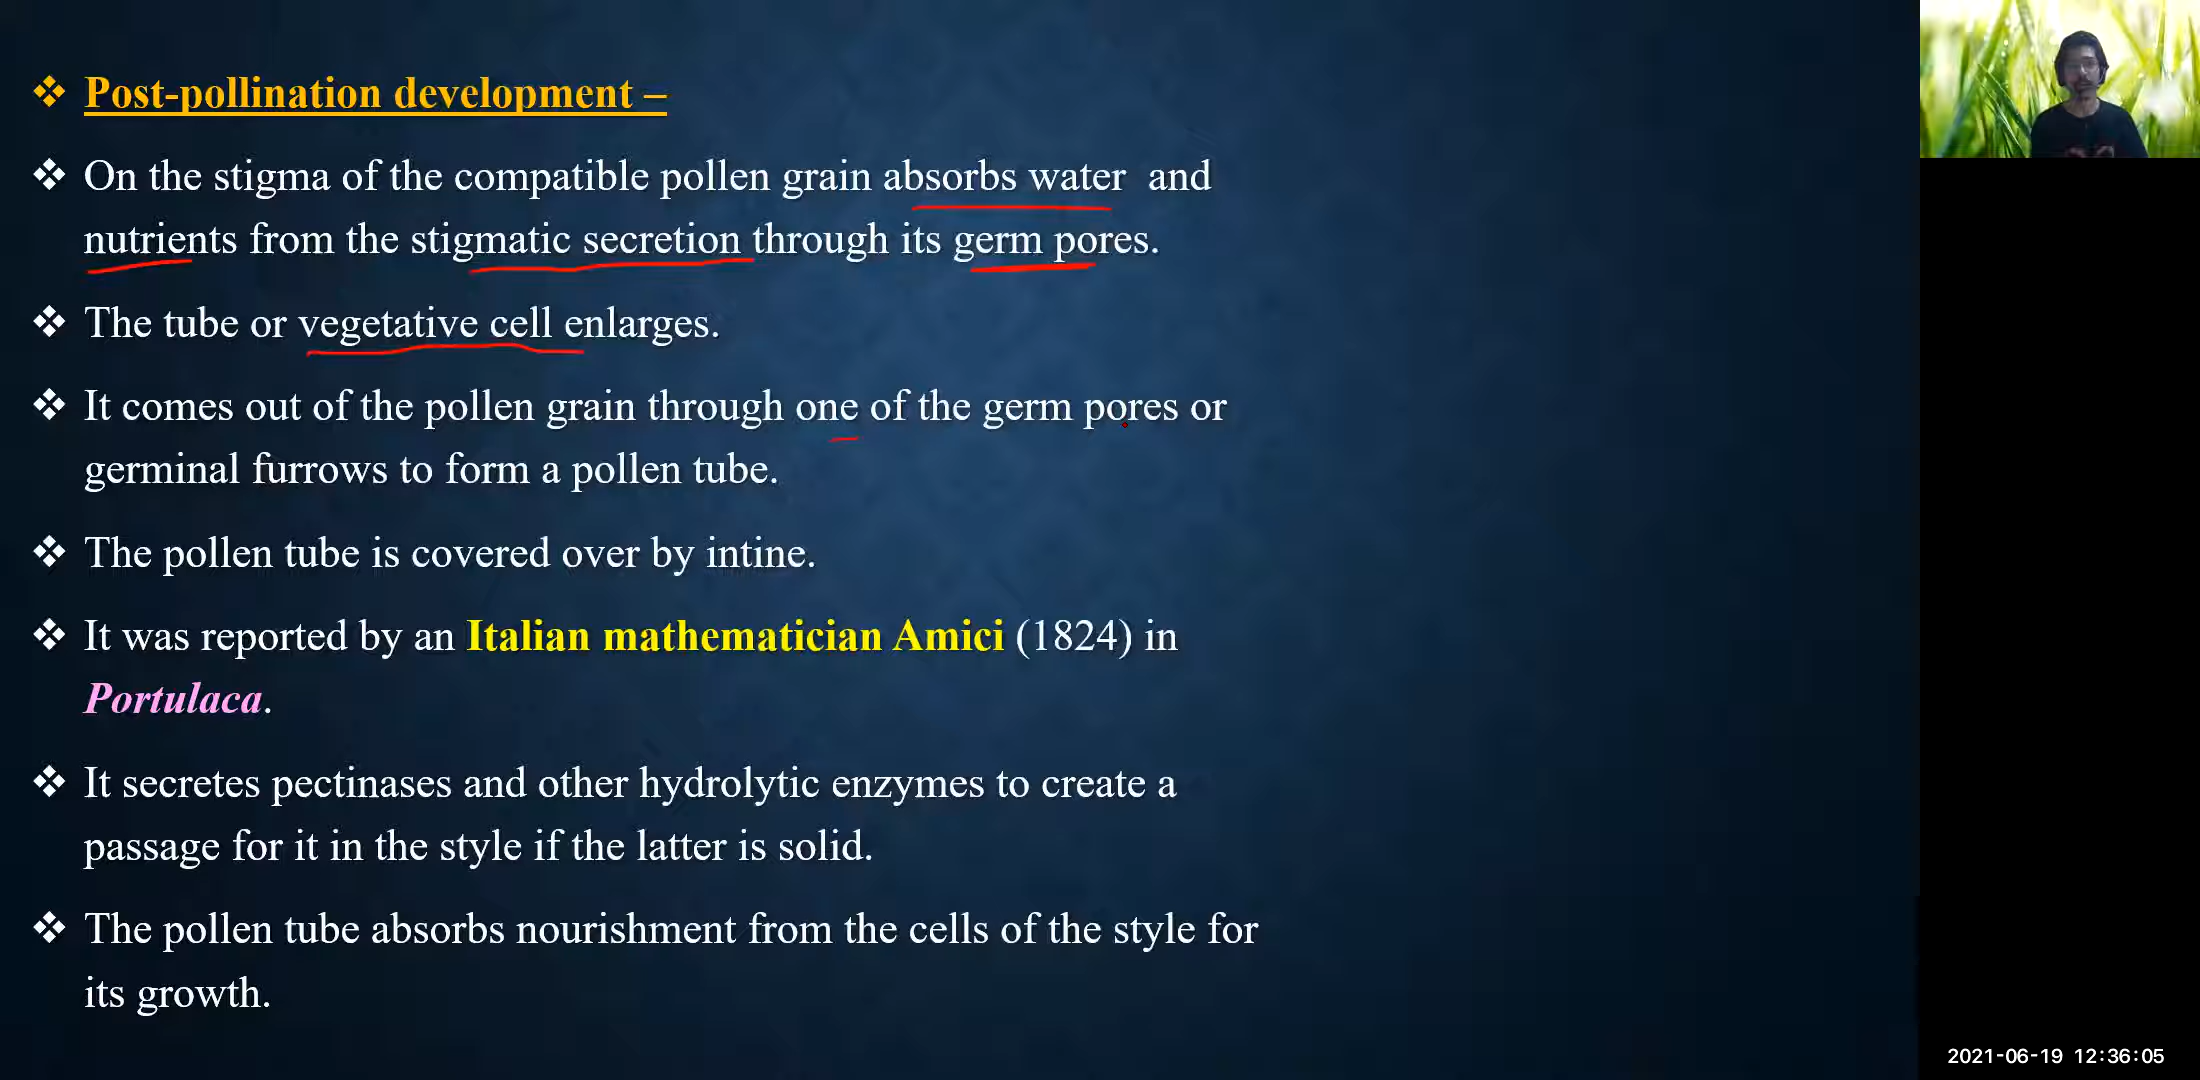 Post-pollination development –
On the stigma of the compatible pollen grain absorbs water and
nutrients from the stigmatic secretion through its germ pores.
The tube or vegetative cell enlarges.
It comes out of the pollen grain through one of the germ pores or
germinal furrows to form a pollen tube.
The pollen tube is covered over by intine.
It was reported by an Italian mathematician Amici (1824) in
Portulaca.
It secretes pectinases and other hydrolytic enzymes to create a
passage for it in the style if the latter is solid.
The pollen tube absorbs nourishment from the cells of the style for
its growth.
2021-06-19 12:36:05